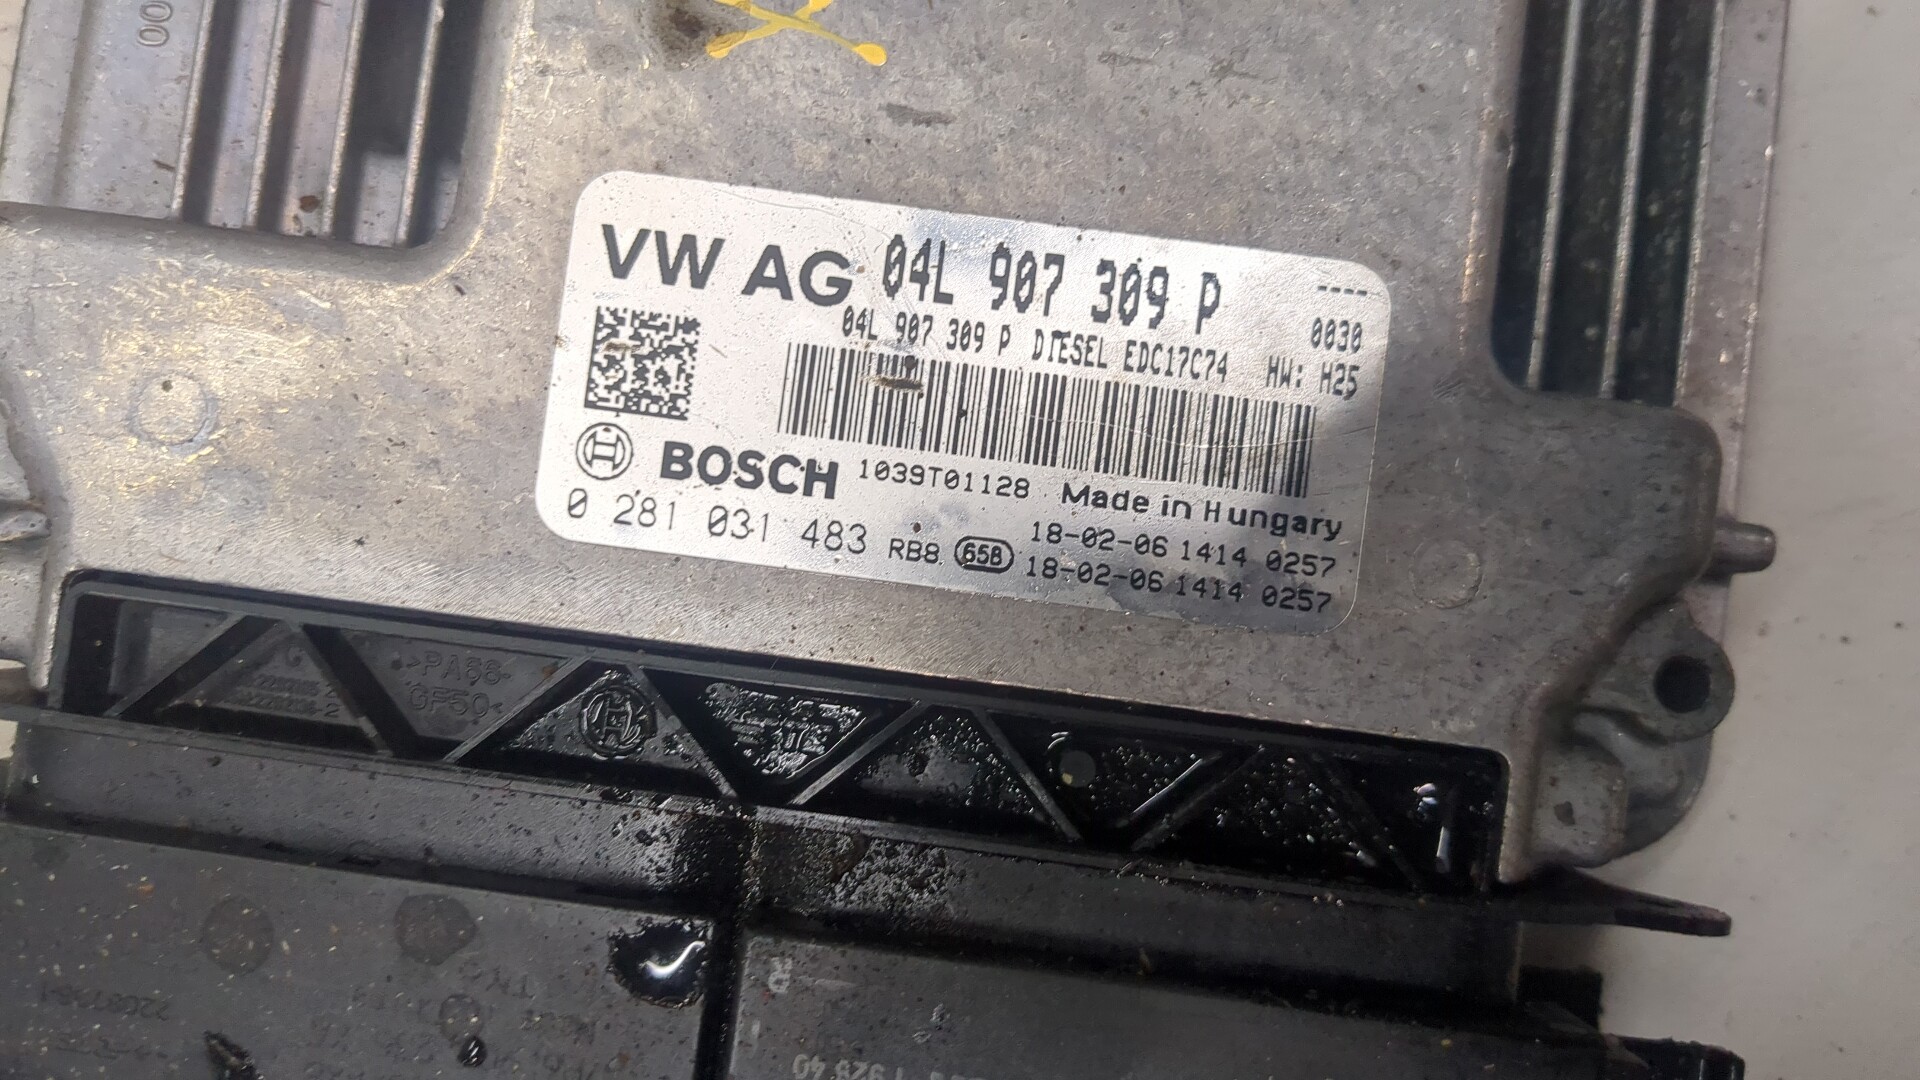 00
VW AG 04L 907 309 P ----
04L 907 309 P DIESEL EDC17C74 0030
HW: H25
BOSCH 1039T01128 Made in Hungary
0 281 031 483 RB8 658 18-02-06 1414 0257
18-02-06 1414 0257
>PA66-
GF50<
R